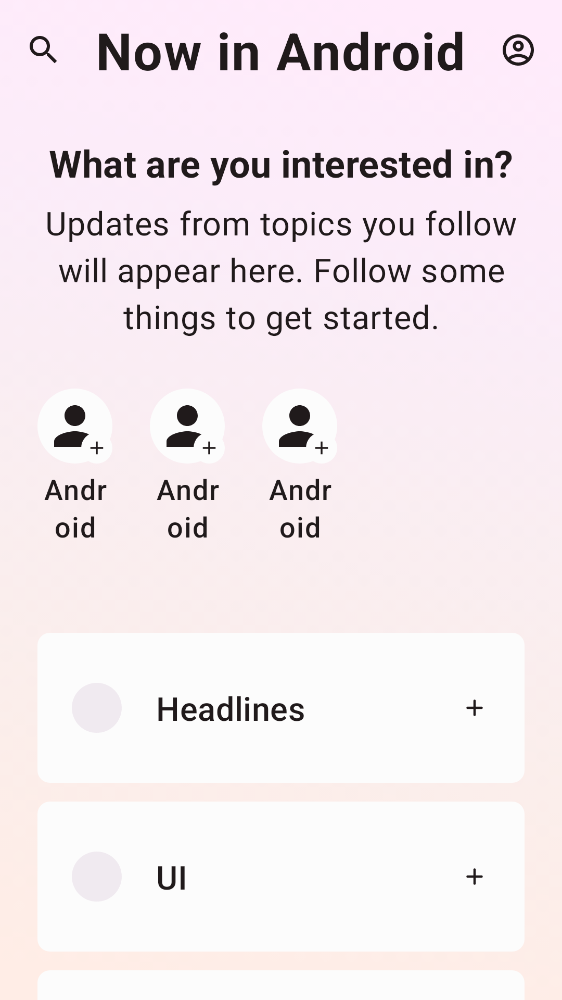 Now in Android
What are you interested in?
Updates from topics you follow
will appear here. Follow some
things to get started.
Andr Andr Andr
oid oid oid
Headlines +
UI +